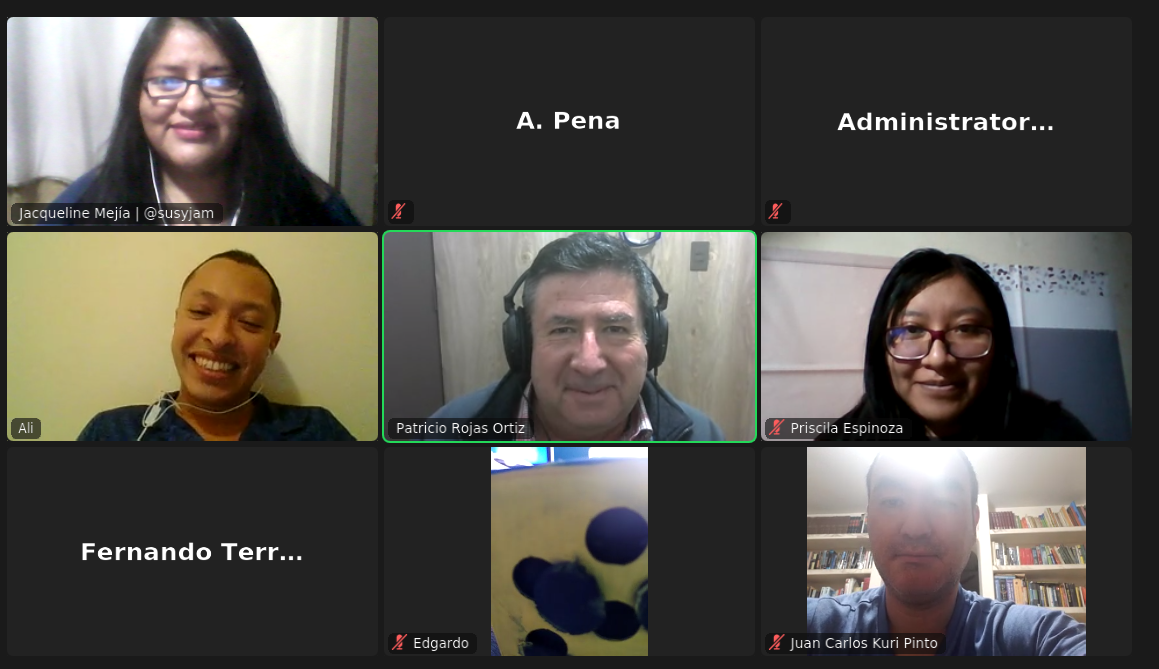 Jacqueline Mejía | @susyjam
A. Pena
Administrator...
Ali
Patricio Rojas Ortiz
Priscila Espinoza
Fernando Terr...
Edgardo
Juan Carlos Kuri Pinto